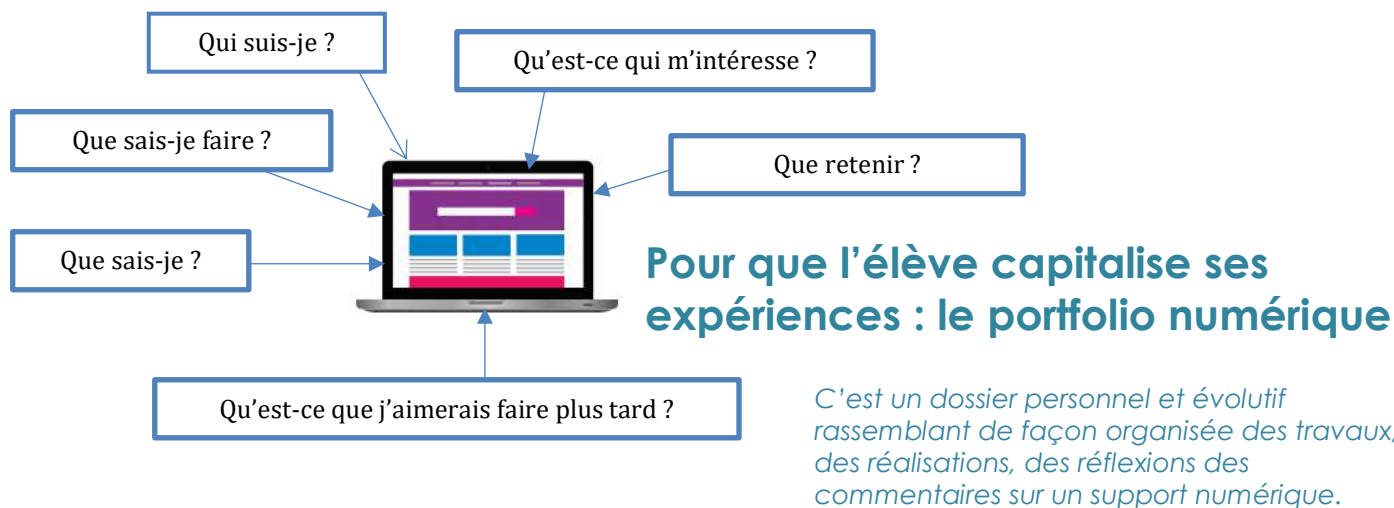 Qui suis-je ?
Qu’est-ce qui m’intéresse ?
Que sais-je faire ?
Que retenir ?
Que sais-je ?
Pour que l’élève capitalise ses
expériences : le portfolio numérique
Qu’est-ce que j’aimerais faire plus tard ?
C’est un dossier personnel et évolutif
rassemblant de façon organisée des travaux,
des réalisations, des réflexions des
commentaires sur un support numérique.